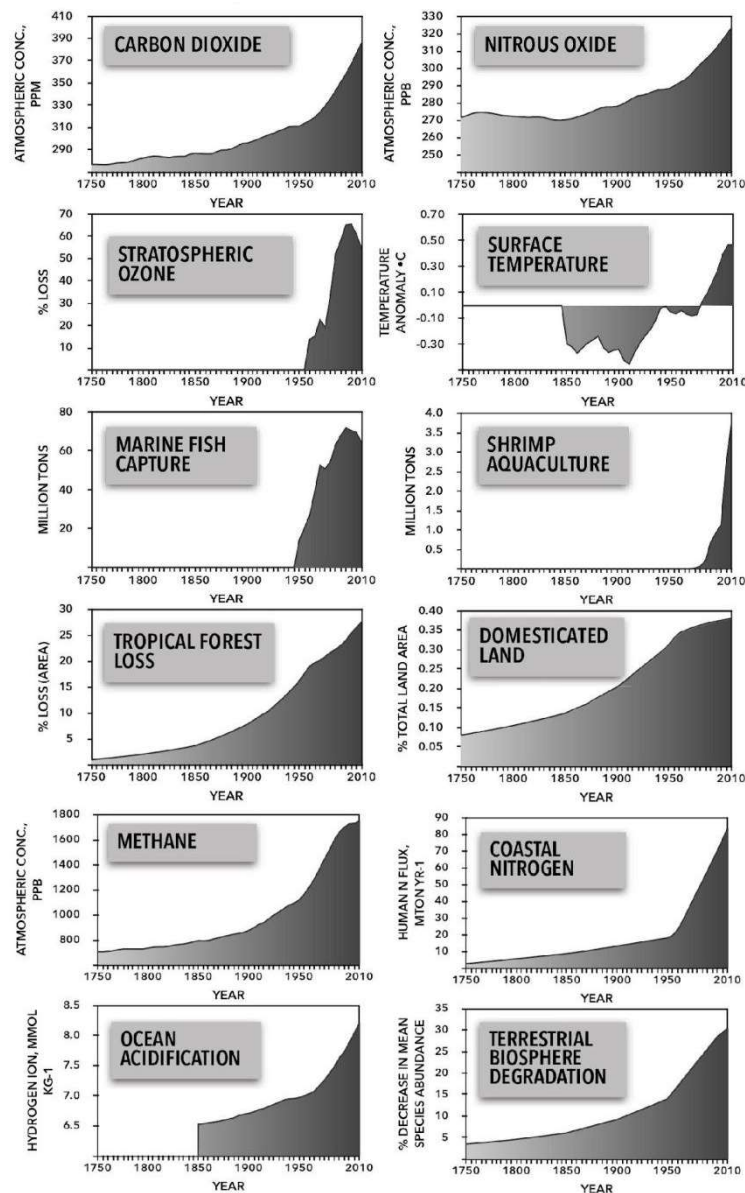 CARBON DIOXIDE
ATMOSPHERIC CONC., PPM
410
390
370
350
330
310
290
1750 1800 1850 1900 1950 2010
YEAR
NITROUS OXIDE
ATMOSPHERIC CONC., PPB
330
320
310
290
270
250
1750 1800 1850 1900 1950 2010
YEAR
STRATOSPHERIC
OZONE
% LOSS
70
60
50
40
30
20
10
1750 1800 1850 1900 1950 2010
YEAR
SURFACE
TEMPERATURE
TEMPERATURE
ANOMALY •C
0.70
0.50
0.10
-0.10
-0.30
1750 1800 1850 1900 1950 2010
YEAR
MARINE FISH
CAPTURE
MILLION TONS
80
60
40
20
1750 1800 1850 1900 1950 2010
YEAR
SHRIMP
AQUACULTURE
MILLION TONS
4.0
3.5
3.0
2.5
2.0
1.5
1.0
0.5
1750 1800 1850 1900 1950 2010
YEAR
TROPICAL FOREST
LOSS
% LOSS (AREA)
30
25
20
15
10
5
1750 1800 1850 1900 1950 2010
YEAR
DOMESTICATED
LAND
% TOTAL LAND AREA
0.40
0.35
0.30
0.25
0.20
0.15
0.10
0.05
1750 1800 1850 1900 1950 2010
YEAR
METHANE
ATMOSPHERIC CONC.,
PPB
1800
1600
1400
1200
1000
800
1750 1800 1850 1900 1950 2010
YEAR
COASTAL
NITROGEN
HUMAN N FLUX,
MTON YR-1
90
80
70
60
50
40
30
20
10
1750 1800 1850 1900 1950 2010
YEAR
OCEAN
ACIDIFICATION
HYDROGEN ION, MMOL
KG-1
8.5
8.0
7.5
7.0
6.5
1750 1800 1850 1900 1950 2010
YEAR
TERRESTRIAL
BIOSPHERE
DEGRADATION
% DECREASE IN MEAN
SPECIES ABUNDANCE
35
30
25
20
15
10
5
1750 1800 1850 1900 1950 2010
YEAR